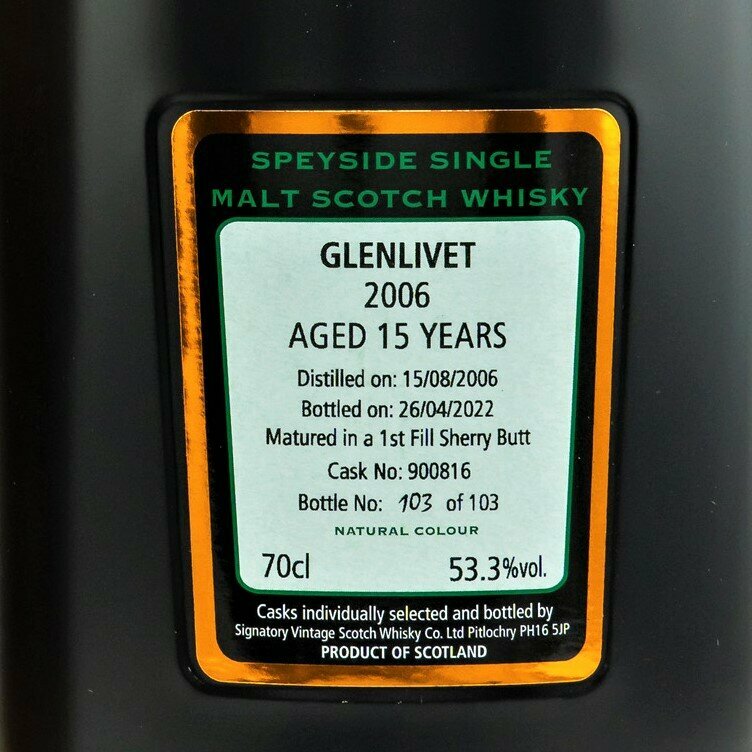 SPEYSIDE SINGLE
MALT SCOTCH WHISKY
GLENLIVET
2006
AGED 15 YEARS
Distilled on: 15/08/2006
Bottled on: 26/04/2022
Matured in a 1st Fill Sherry Butt
Cask No: 900816
Bottle No: 103 of 103
NATURAL COLOUR
70cl 53.3%vol.
Casks individually selected and bottled by
Signatory Vintage Scotch Whisky Co. Ltd Pitlochry PH16 5JP
PRODUCT OF SCOTLAND